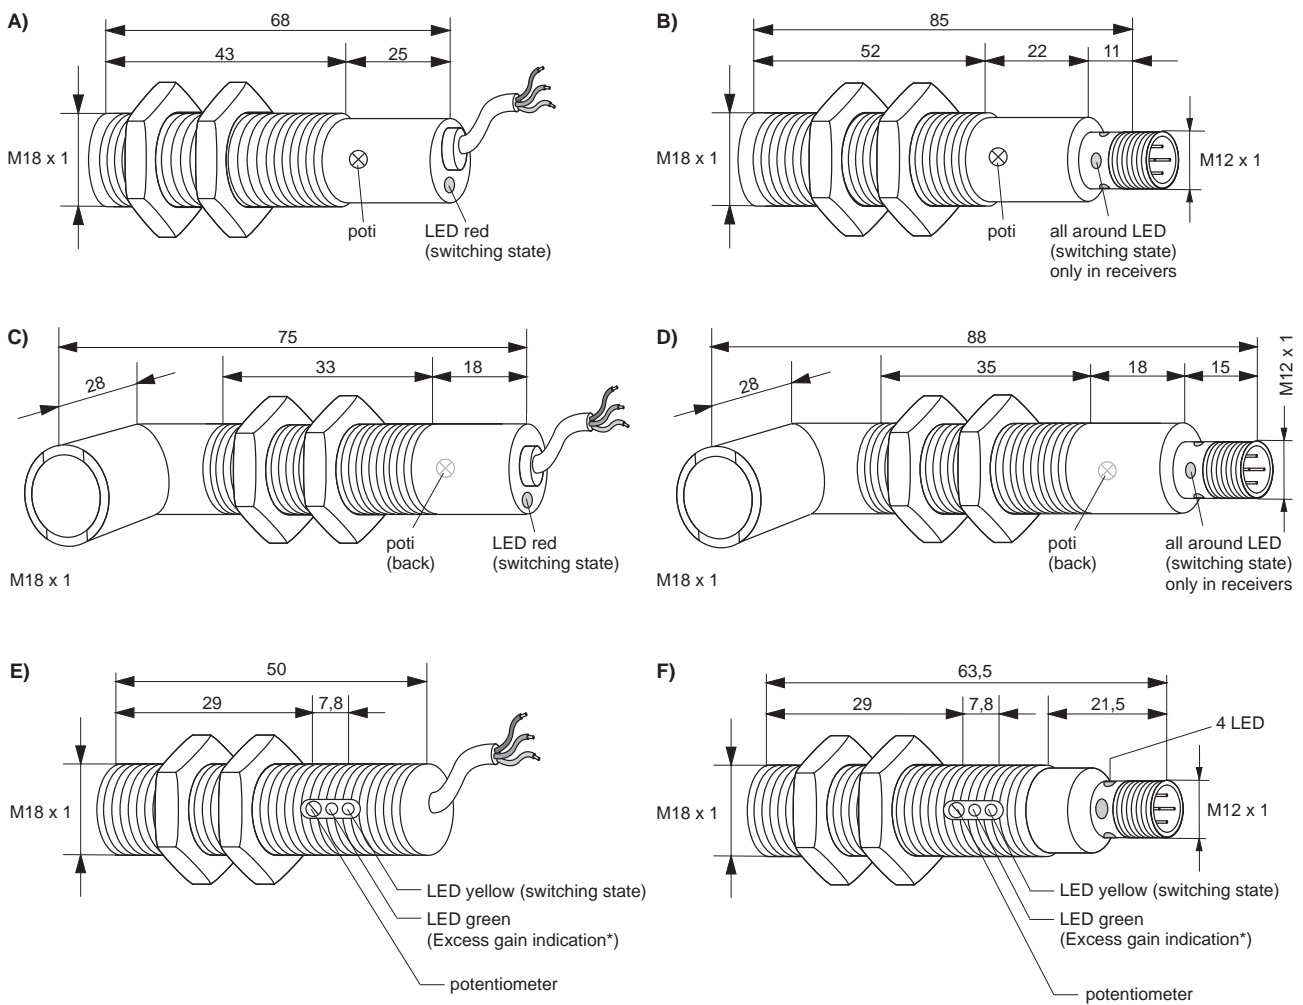 A)
68
43
25
M18 x 1
poti
LED red
(switching state)
B)
85
52
22
11
M18 x 1
M12 x 1
poti
all around LED
(switching state)
only in receivers
C)
75
28
33
18
poti
(back)
LED red
(switching state)
M18 x 1
D)
88
28
35
18
15
M12 x 1
poti
(back)
all around LED
(switching state)
only in receivers
M18 x 1
E)
50
29
7,8
M18 x 1
LED yellow (switching state)
LED green
(Excess gain indication*)
potentiometer
F)
63,5
29
7,8
21,5
4 LED
M18 x 1
M12 x 1
LED yellow (switching state)
LED green
(Excess gain indication*)
potentiometer